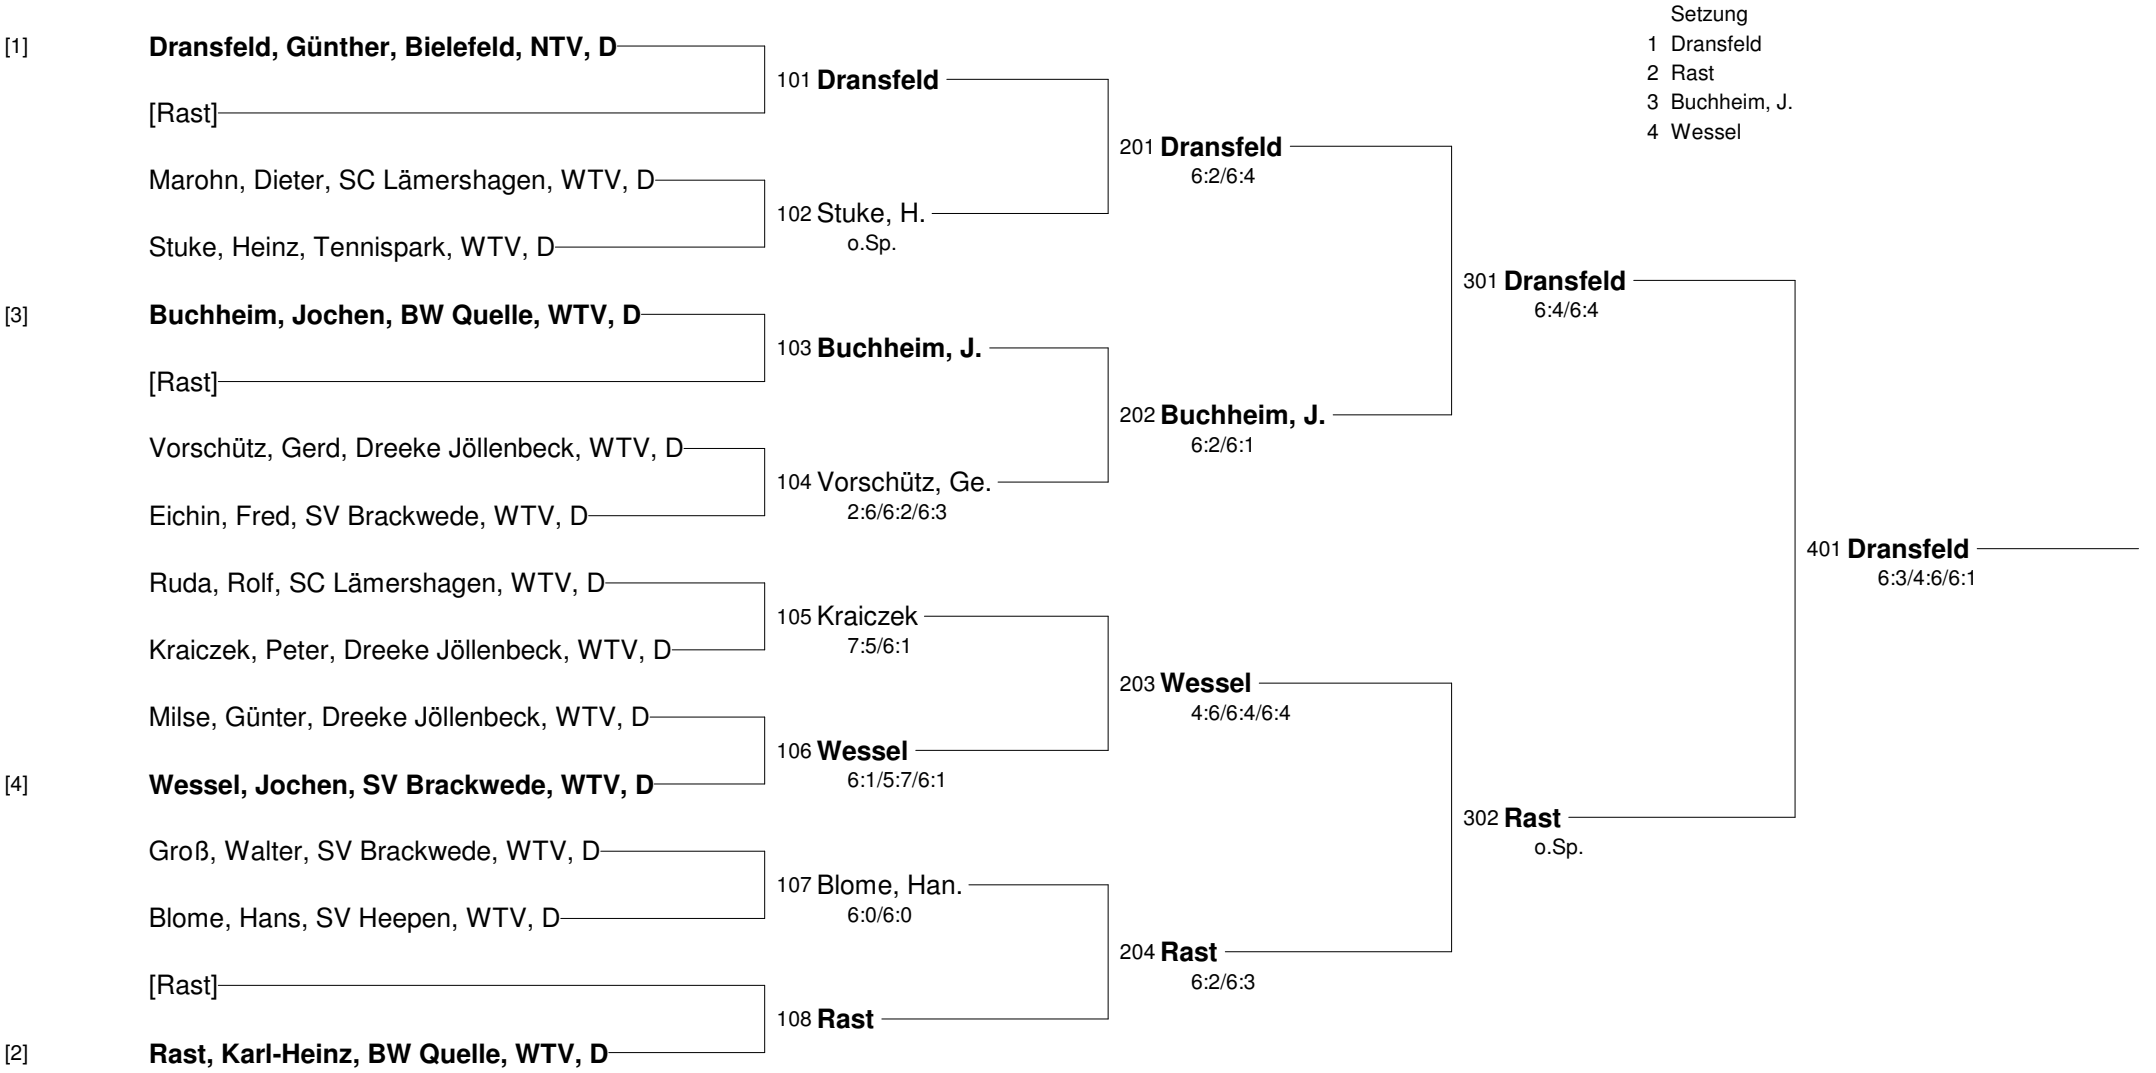 Setzung
1 Dransfeld
2 Rast
3 Buchheim, J.
4 Wessel
[1] Dransfeld, Günther, Bielefeld, NTV, D
[Rast]
Marohn, Dieter, SC Lämershagen, WTV, D
Stuke, Heinz, Tennispark, WTV, D
[3] Buchheim, Jochen, BW Quelle, WTV, D
[Rast]
Vorschütz, Gerd, Dreeke Jöllenbeck, WTV, D
Eichin, Fred, SV Brackwede, WTV, D
Ruda, Rolf, SC Lämershagen, WTV, D
Kraiczek, Peter, Dreeke Jöllenbeck, WTV, D
Milse, Günter, Dreeke Jöllenbeck, WTV, D
[4] Wessel, Jochen, SV Brackwede, WTV, D
Groß, Walter, SV Brackwede, WTV, D
Blome, Hans, SV Heepen, WTV, D
[Rast]
[2] Rast, Karl-Heinz, BW Quelle, WTV, D
101 Dransfeld
102 Stuke, H.
o.Sp.
103 Buchheim, J.
104 Vorschütz, Ge.
2:6/6:2/6:3
105 Kraiczek
7:5/6:1
106 Wessel
6:1/5:7/6:1
107 Blome, Han.
6:0/6:0
108 Rast
201 Dransfeld
6:2/6:4
202 Buchheim, J.
6:2/6:1
203 Wessel
4:6/6:4/6:4
204 Rast
6:2/6:3
301 Dransfeld
6:4/6:4
302 Rast
o.Sp.
401 Dransfeld
6:3/4:6/6:1